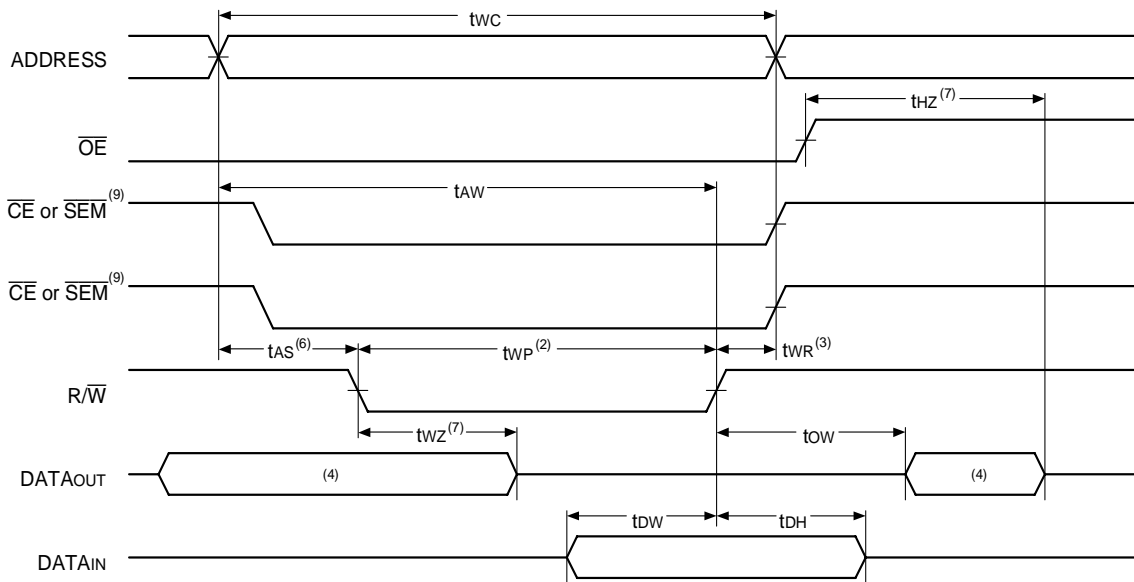 tWC
ADDRESS
tHZ(7)
OE
tAW
CE or SEM(9)
CE or SEM(9)
tAS(6) tWP(2) tWR(3)
R/W
tWZ(7) tOW
DATAOUT (4) (4)
tDW tDH
DATAIN